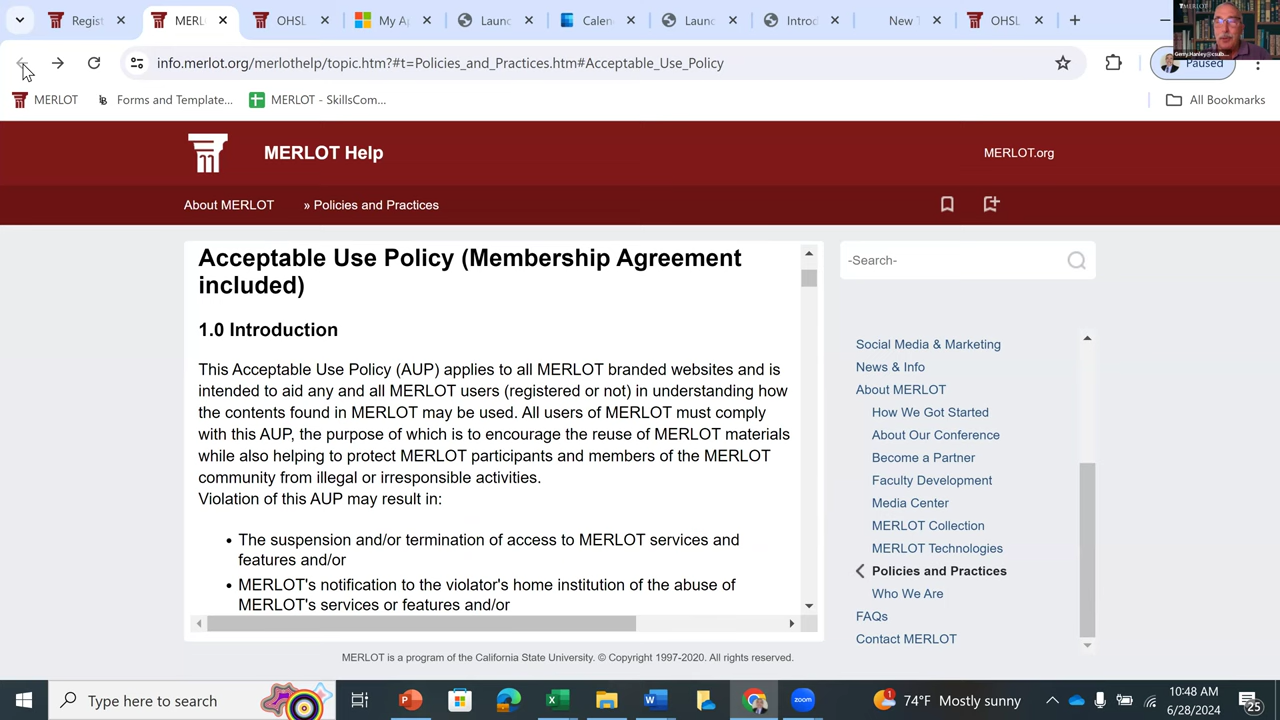 Regist
MERL
OHSL
My A
Launc
Calen
Launc
Introd
New T
OHSL
info.merlot.org/merlothelp/topic.htm?#t=Policies_and_Practices.htm#Acceptable_Use_Policy
Paused
MERLOT
Gerry.Hanley@csulb....
MERLOT
Forms and Template...
MERLOT - SkillsCom...
All Bookmarks
MERLOT Help
MERLOT.org
About MERLOT
» Policies and Practices
Acceptable Use Policy (Membership Agreement
included)
1.0 Introduction
This Acceptable Use Policy (AUP) applies to all MERLOT branded websites and is
intended to aid any and all MERLOT users (registered or not) in understanding how
the contents found in MERLOT may be used. All users of MERLOT must comply
with this AUP, the purpose of which is to encourage the reuse of MERLOT materials
while also helping to protect MERLOT participants and members of the MERLOT
community from illegal or irresponsible activities.
Violation of this AUP may result in:
• The suspension and/or termination of access to MERLOT services and
features and/or
• MERLOT's notification to the violator's home institution of the abuse of
MERLOT's services or features and/or
-Search-
Social Media & Marketing
News & Info
About MERLOT
How We Got Started
About Our Conference
Become a Partner
Faculty Development
Media Center
MERLOT Collection
MERLOT Technologies
Policies and Practices
Who We Are
FAQs
Contact MERLOT
MERLOT is a program of the California State University. © Copyright 1997-2020. All rights reserved.
Type here to search
zoom
74°F Mostly sunny
10:48 AM
6/28/2024
25